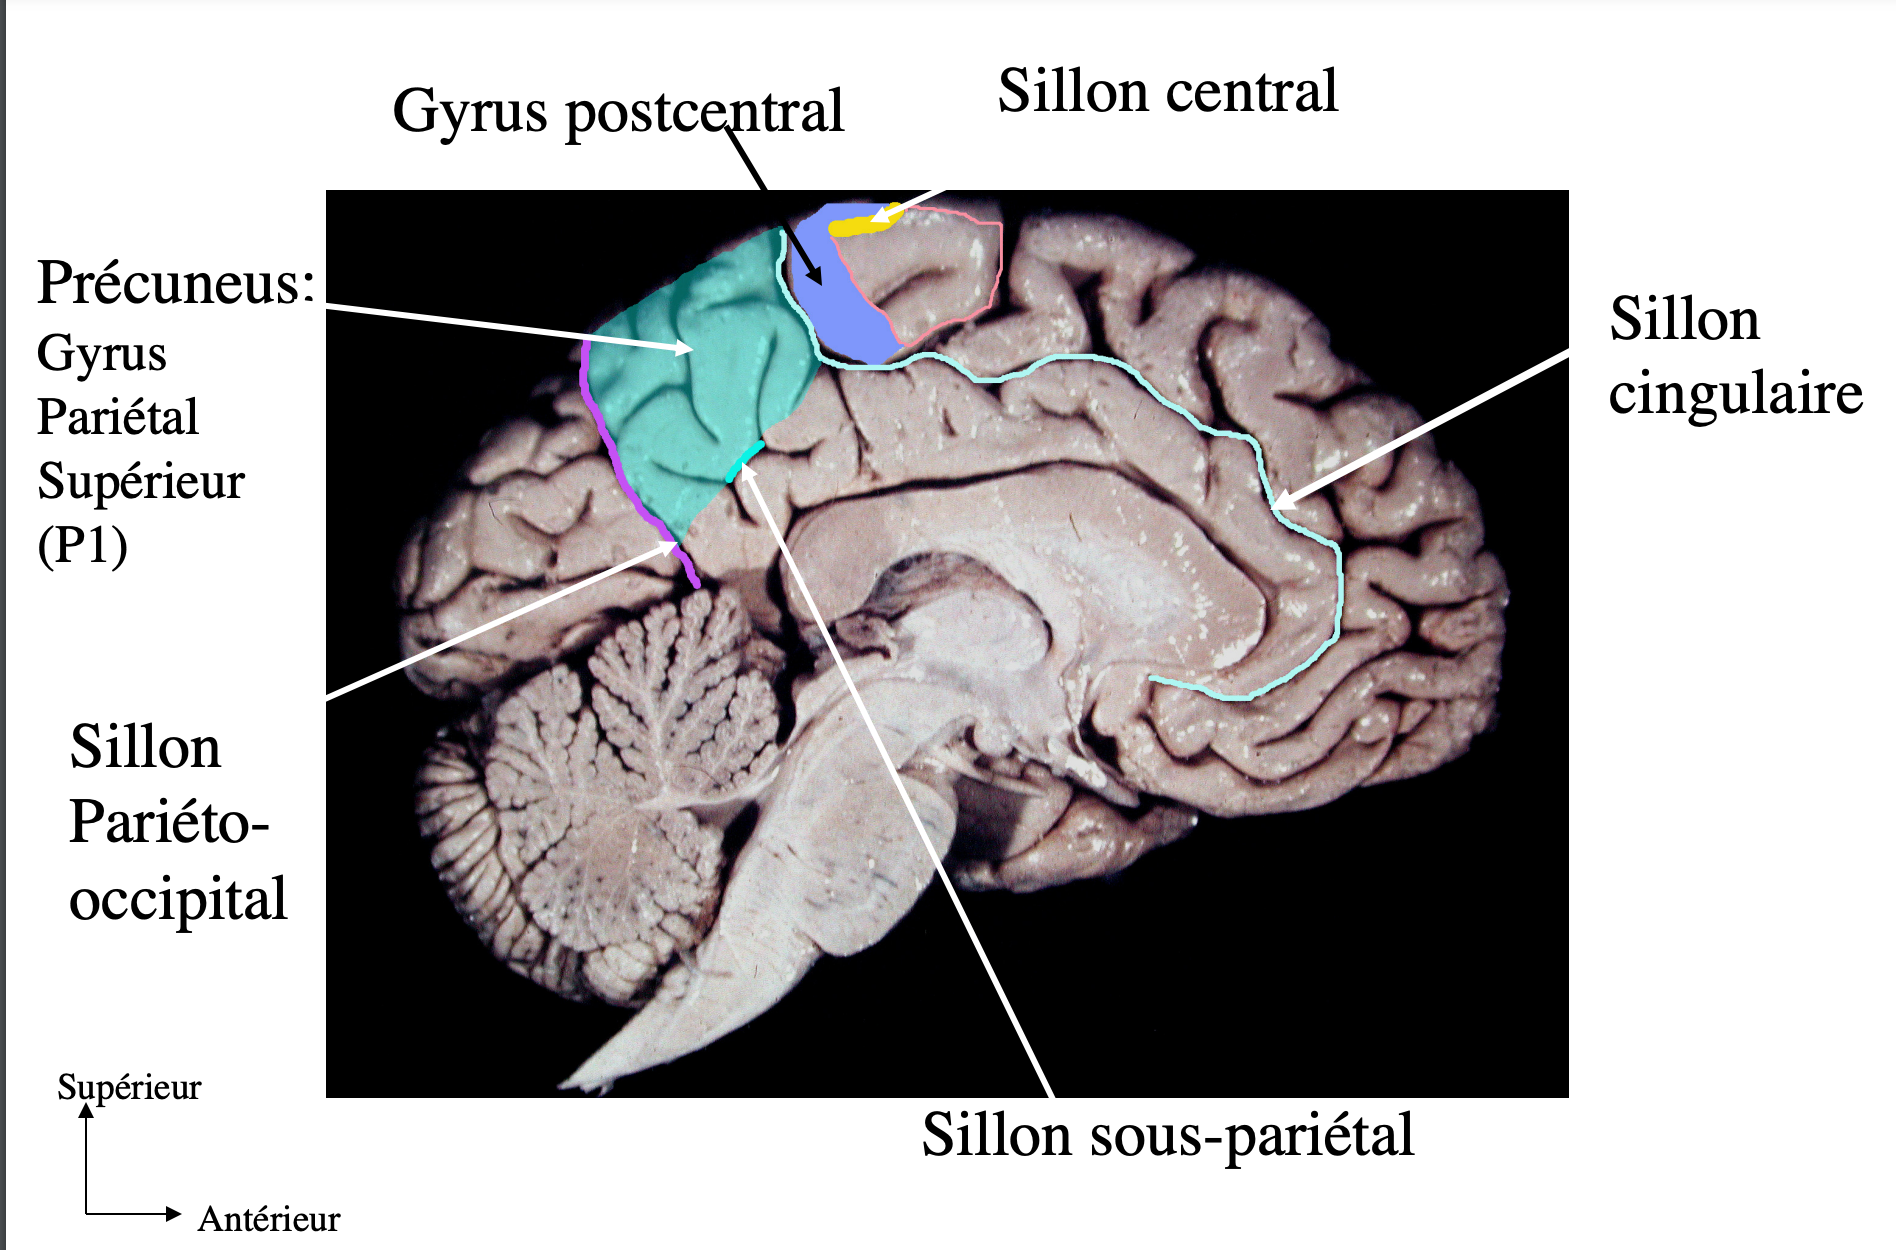 Gyrus postcentral
Sillon central
Précuneus:
Gyrus
Pariétal
Supérieur
(P1)
Sillon
cingulaire
Sillon
Pariéto-
occipital
Supérieur
Antérieur
Sillon sous-pariétal